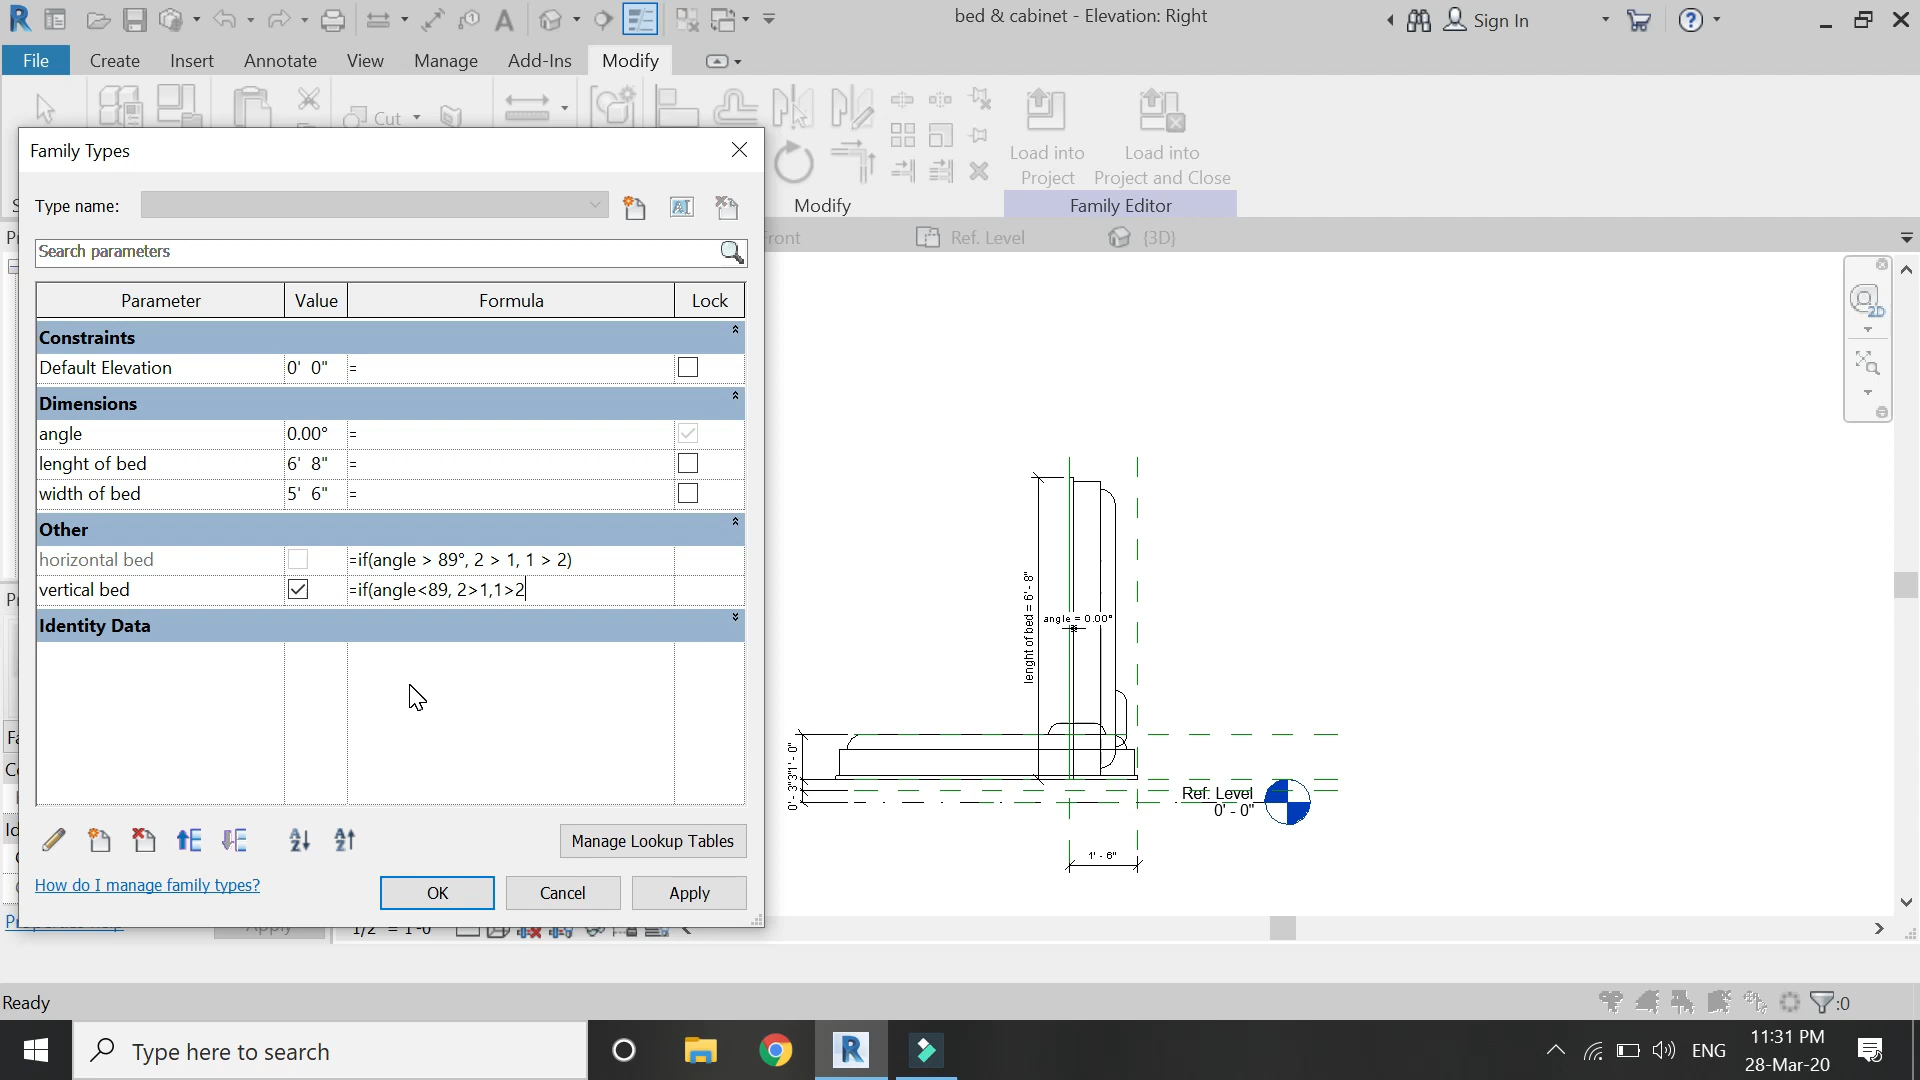 bed & cabinet - Elevation: Right
Sign In
File Create Insert Annotate View Manage Add-Ins Modify
Cut
Load into Project
Load into Project and Close
Modify
Family Editor
Ref. Level
{3D}
Family Types
Type name:
Search parameters
Parameter Value Formula Lock
Constraints
Default Elevation 0' 0" =
Dimensions
angle 0.00° =
lenght of bed 6' 8" =
width of bed 5' 6" =
Other
horizontal bed =if(angle > 89°, 2 > 1, 1 > 2)
vertical bed =if(angle<89, 2>1,1>2
Identity Data
Manage Lookup Tables
How do I manage family types?
OK Cancel Apply
lenght of bed = 6' - 8"
angle = 0.00°
Ref. Level
0' - 0"
1' - 6"
2D
Ready
:0
Type here to search
ENG
11:31 PM
28-Mar-20